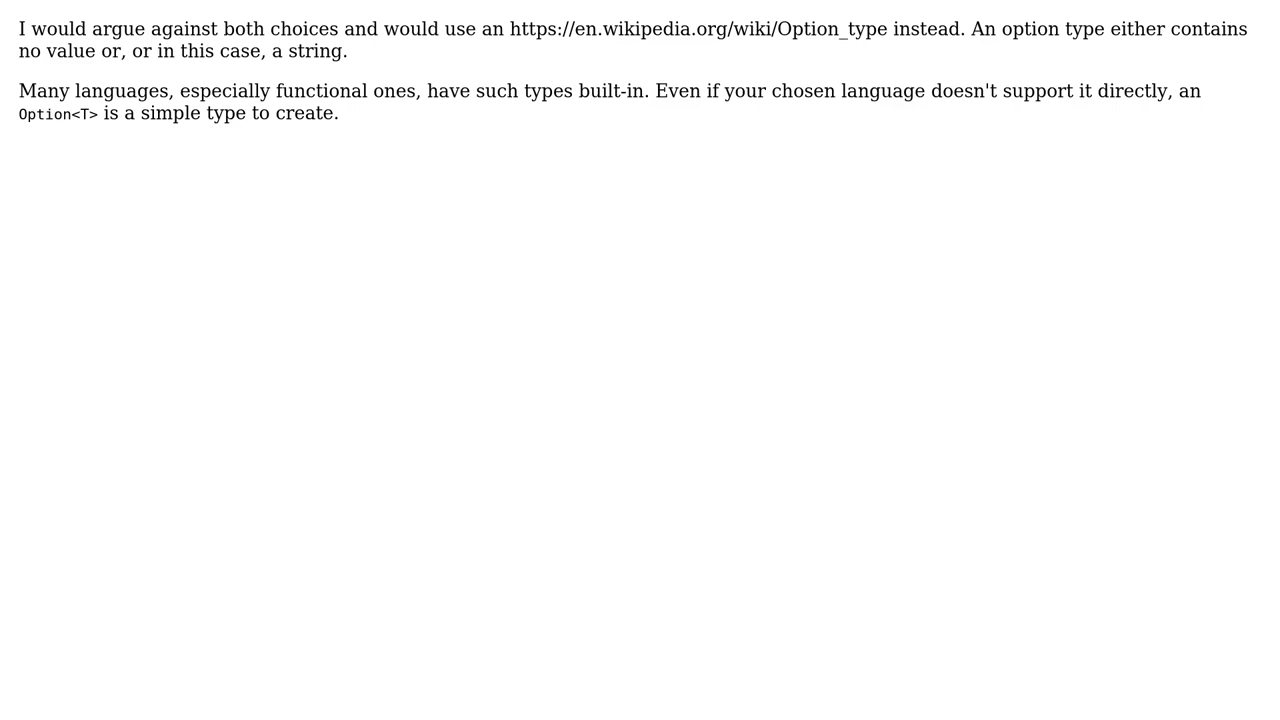 I would argue against both choices and would use an https://en.wikipedia.org/wiki/Option_type instead. An option type either contains
no value or, or in this case, a string.
Many languages, especially functional ones, have such types built-in. Even if your chosen language doesn't support it directly, an
Option<T> is a simple type to create.